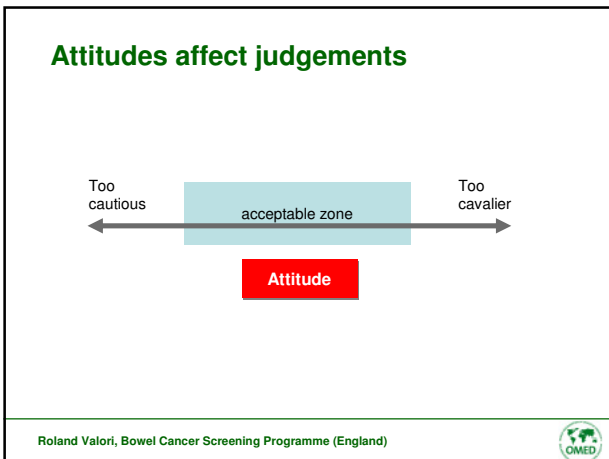 Attitudes affect judgements
Too
cautious
Too
cavalier
acceptable zone
Attitude
Roland Valori, Bowel Cancer Screening Programme (England)
OMED